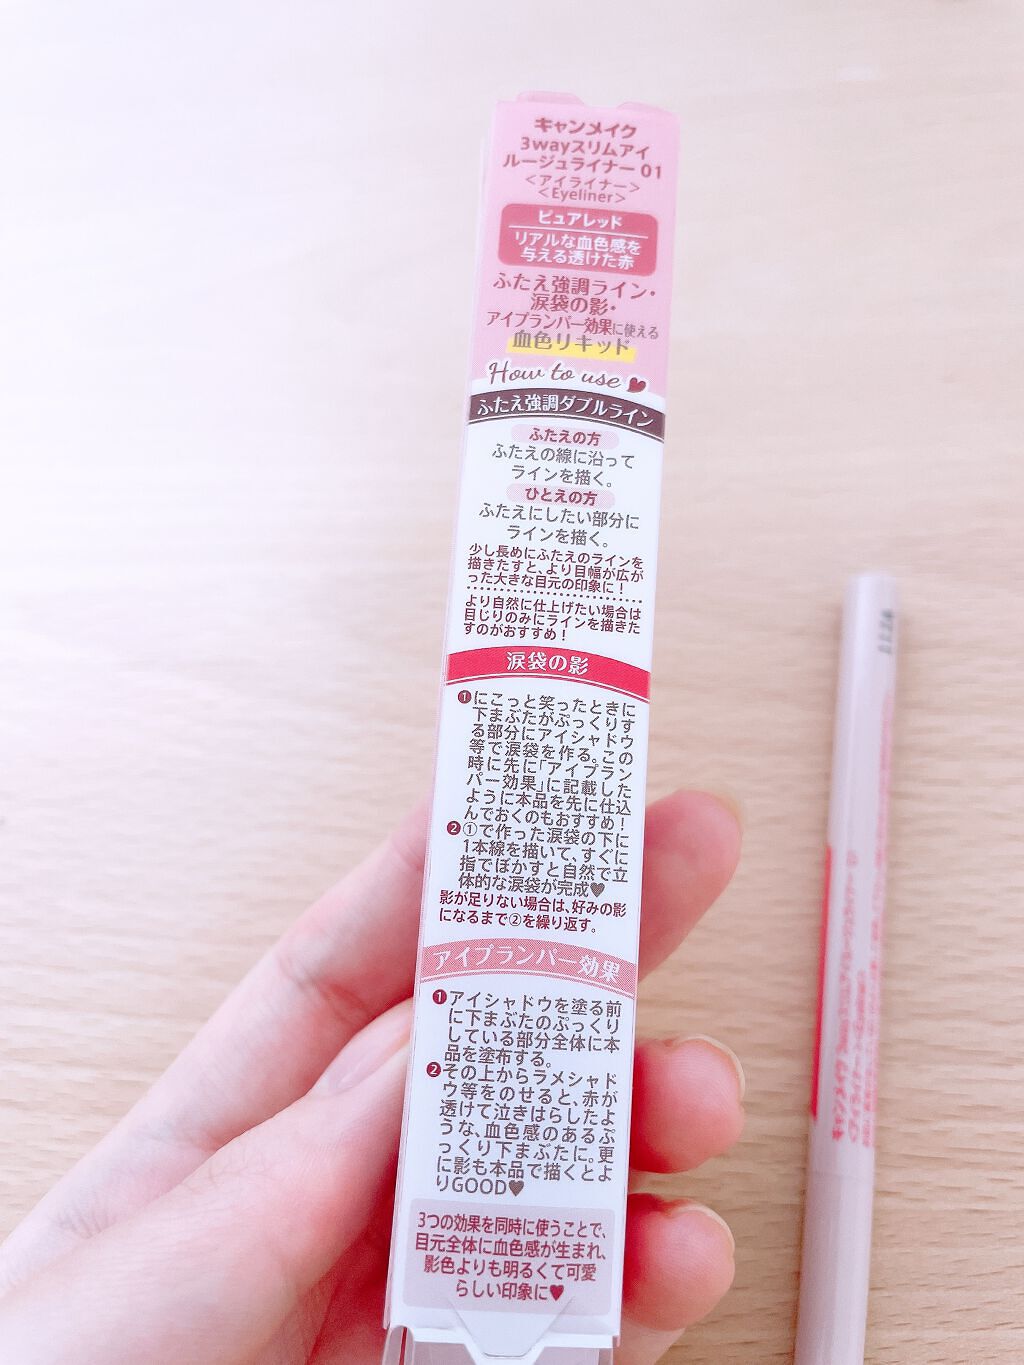 キャンメイク
3wayスリムアイ
ルージュライナー 01
<アイライナー>
<Eyeliner>
ピュアレッド
リアルな血色感を
与える透けた赤
ふたえ強調ライン・
涙袋の影・
アイプランパー効果に使える
血色リキッド
How to use
ふたえ強調ダブルライン
ふたえの方
ふたえの線に沿って
ラインを描く。
ひとえの方
ふたえにしたい部分に
ラインを描く。
少し長めにふたえのラインを
描きたすと、より目幅が広が
った大きな目元の印象に！
より自然に仕上げたい場合は
目じりのみにラインを描きた
すのがおすすめ！
涙袋の影
❶にこっと笑ったときに
下まぶたがぷっくりす
る部分にアイシャドウ
等で涙袋を作る。この
時に先に「アイプラン
パー効果」に記載した
ように本品を先に仕込
んでおくのもおすすめ！
❷①で作った涙袋の下に
1本線を描いて、すぐに
指でぼかすと自然で立
体的な涙袋が完成♥
影が足りない場合は、好みの影
になるまで②を繰り返す。
アイプランパー効果
❶アイシャドウを塗る前
に下まぶたのぷっくり
している部分全体に本
品を塗布する。
❷その上からラメシャド
ウ等をのせると、赤が
透けて泣きはらしたよ
うな、血色感のあるぷ
っくり下まぶたに。更
に影も本品で描くとよ
りGOOD♥
3つの効果を同時に使うことで、
目元全体に血色感が生まれ、
影色よりも明るくて可愛
らしい印象に♥